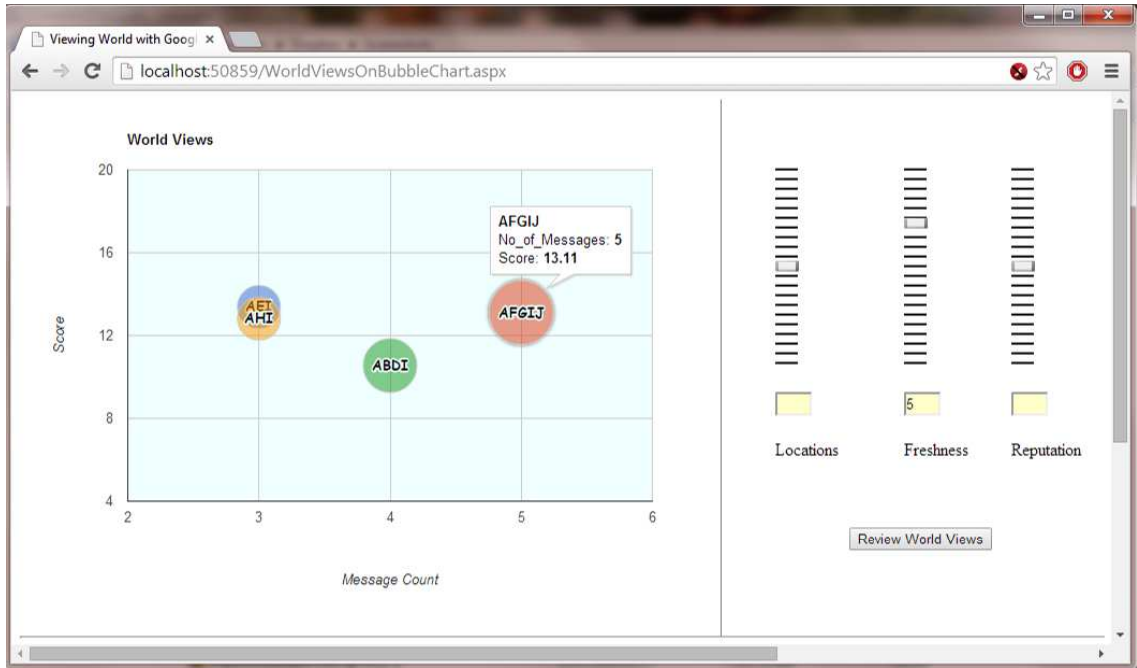 Viewing World with Goog
localhost:50859/WorldViewsOnBubbleChart.aspx
World Views
20
16
12
8
4
2
3
4
5
6
Score
Message Count
AEI
AHI
ABDI
AFGIJ
AFGIJ
No_of_Messages: 5
Score: 13.11
5
Locations
Freshness
Reputation
Review World Views